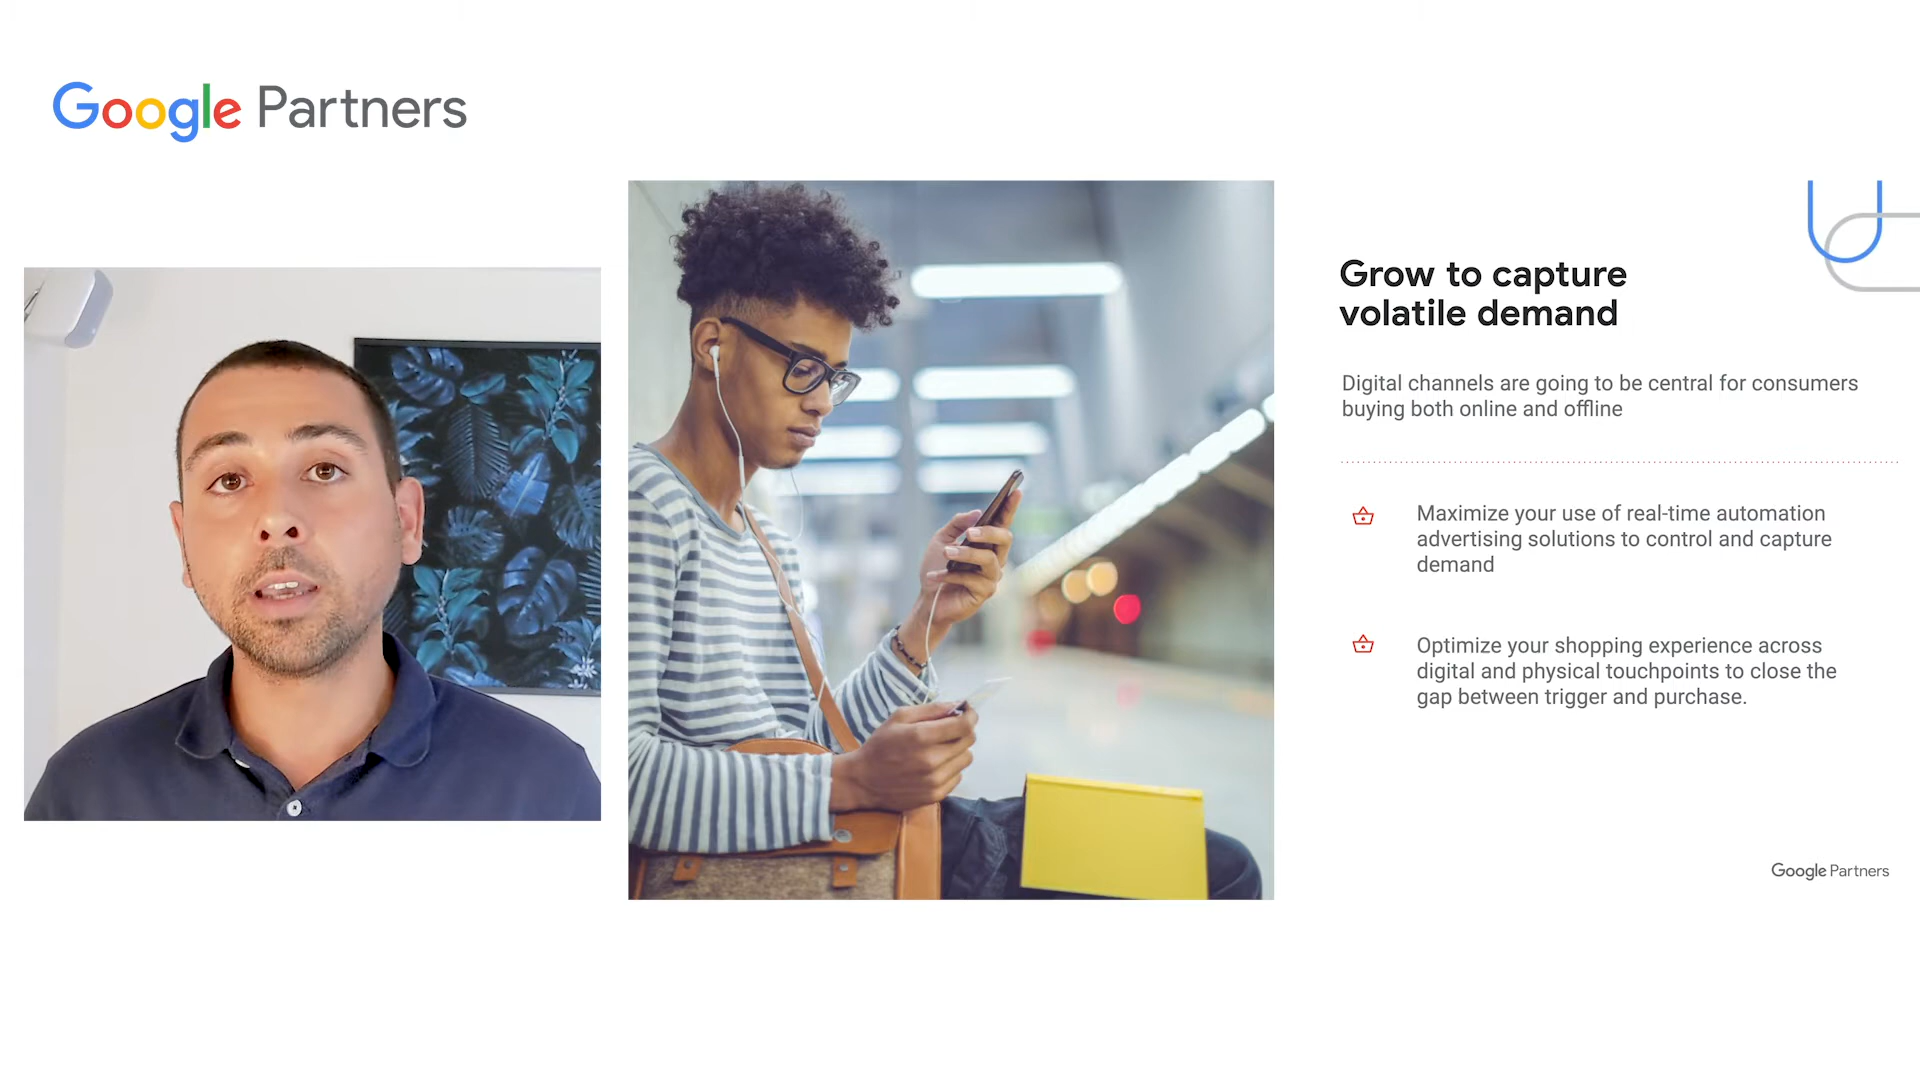 Google Partners
Grow to capture
volatile demand
Digital channels are going to be central for consumers
buying both online and offline
Maximize your use of real-time automation
advertising solutions to control and capture
demand
Optimize your shopping experience across
digital and physical touchpoints to close the
gap between trigger and purchase.
Google Partners